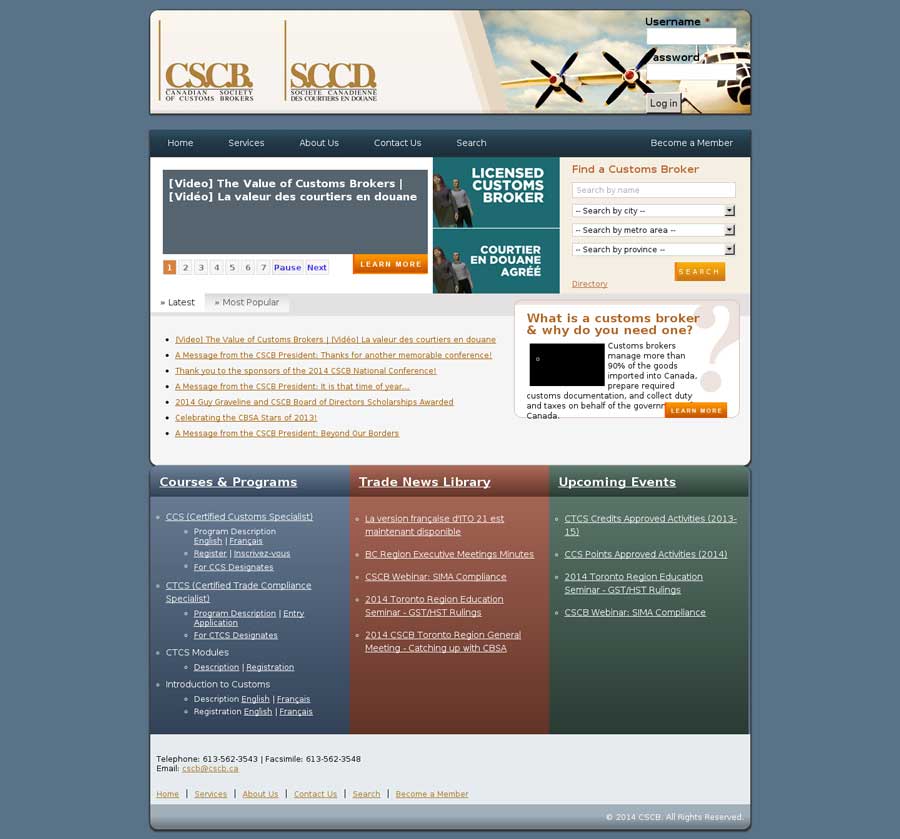 Username *
Password
Log in
CSCB.
CANADIAN SOCIETY
OF CUSTOMS BROKERS
SCCD.
SOCIÉTÉ CANADIENNE
DES COURTIERS EN DOUANE
Home Services About Us Contact Us Search Become a Member
[Video] The Value of Customs Brokers |
[Vidéo] La valeur des courtiers en douane
1 2 3 4 5 6 7 Pause Next
LEARN MORE
LICENSED
CUSTOMS
BROKER
COURTIER
EN DOUANE
AGRÉÉ
Find a Customs Broker
Search by name
-- Search by city --
-- Search by metro area --
-- Search by province --
SEARCH
Directory
» Latest » Most Popular
[Video] The Value of Customs Brokers | [Vidéo] La valeur des courtiers en douane
A Message from the CSCB President: Thanks for another memorable conference!
Thank you to the sponsors of the 2014 CSCB National Conference!
A Message from the CSCB President: It is that time of year...
2014 Guy Graveline and CSCB Board of Directors Scholarships Awarded
Celebrating the CBSA Stars of 2013!
A Message from the CSCB President: Beyond Our Borders
What is a customs broker
& why do you need one?
?
Customs brokers
manage more than
90% of the goods
imported into Canada,
prepare required
customs documentation, and collect duty
and taxes on behalf of the
Canada.
LEARN MORE
Courses & Programs
CCS (Certified Customs Specialist)
Program Description
English | Français
Register | Inscrivez-vous
For CCS Designates
CTCS (Certified Trade Compliance
Specialist)
Program Description | Entry
Application
For CTCS Designates
CTCS Modules
Description | Registration
Introduction to Customs
Description English | Français
Registration English | Français
Trade News Library
La version française d'ITO 21 est
maintenant disponible
BC Region Executive Meetings Minutes
CSCB Webinar: SIMA Compliance
2014 Toronto Region Education
Seminar - GST/HST Rulings
2014 CSCB Toronto Region General
Meeting - Catching up with CBSA
Upcoming Events
CTCS Credits Approved Activities (2013-
15)
CCS Points Approved Activities (2014)
2014 Toronto Region Education
Seminar - GST/HST Rulings
CSCB Webinar: SIMA Compliance
Telephone: 613-562-3543 | Facsimile: 613-562-3548
Email: cscb@cscb.ca
Home | Services | About Us | Contact Us | Search | Become a Member
© 2014 CSCB. All Rights Reserved.